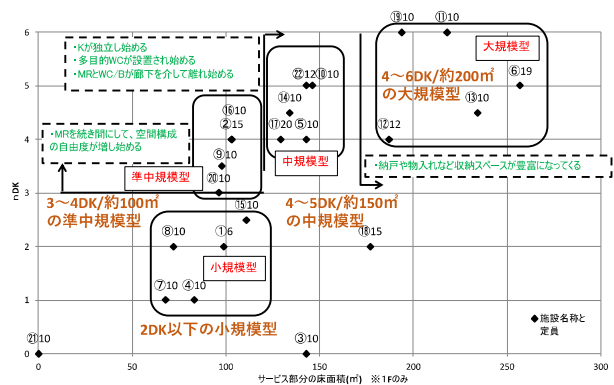 ⑲10
⑪10
6
・Kが独立し始める
・多目的WCが設置され始める
・MRとWC/Bが廊下を介して離れ始める
大規模型
4～6DK/約200㎡
の大規模型
㉒12
⑩10
⑥19
5
⑭10
⑬10
⑯10
②15
⑰20
⑤10
⑫12
4
・MRを続き間にして、空間構成
の自由度が増し始める
⑨10
中規模型
・納戸や物入れなど収納スペースが豊富になってくる
準中規模型
⑳10
3
nDK
3～4DK/約100㎡
の準中規模型
4～5DK/約150㎡
の中規模型
⑮10
⑧10
①6
⑱15
2
小規模型
⑦10
④10
1
2DK以下の小規模型
施設名称と
定員
㉑10
③10
0
0
50
100
150
200
250
300
サービス部分の床面積(㎡) ※1Fのみ